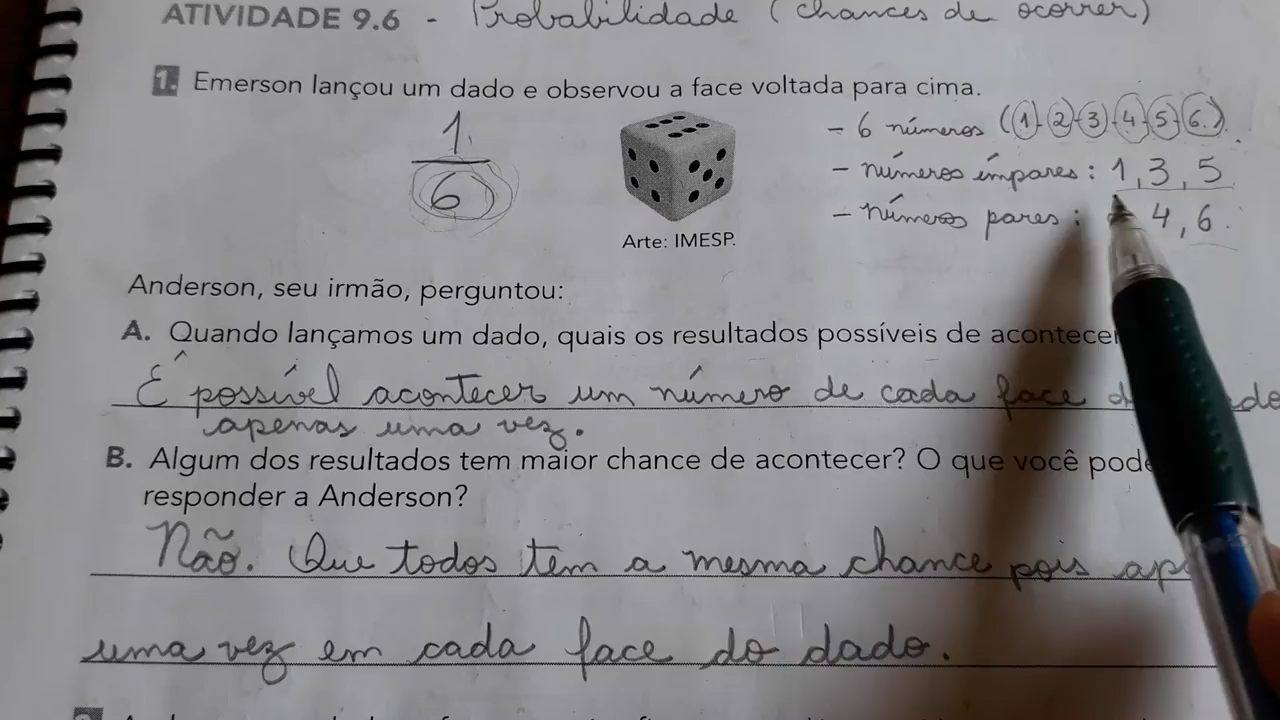 ATIVIDADE 9.6 - Probabilidade (chances de ocorrer)
1. Emerson lançou um dado e observou a face voltada para cima.
1
6
- 6 números (1-2-3-4-5-6.).
- números ímpares: 1,3,5
- números pares: 4,6.
Arte: IMESP.
Anderson, seu irmão, perguntou:
A. Quando lançamos um dado, quais os resultados possíveis de acontecer
É possível acontecer um número de cada face
apenas uma vez.
B. Algum dos resultados tem maior chance de acontecer? O que você pode
responder a Anderson?
Não. Que todos têm a mesma chance pois
uma vez em cada face do dado.